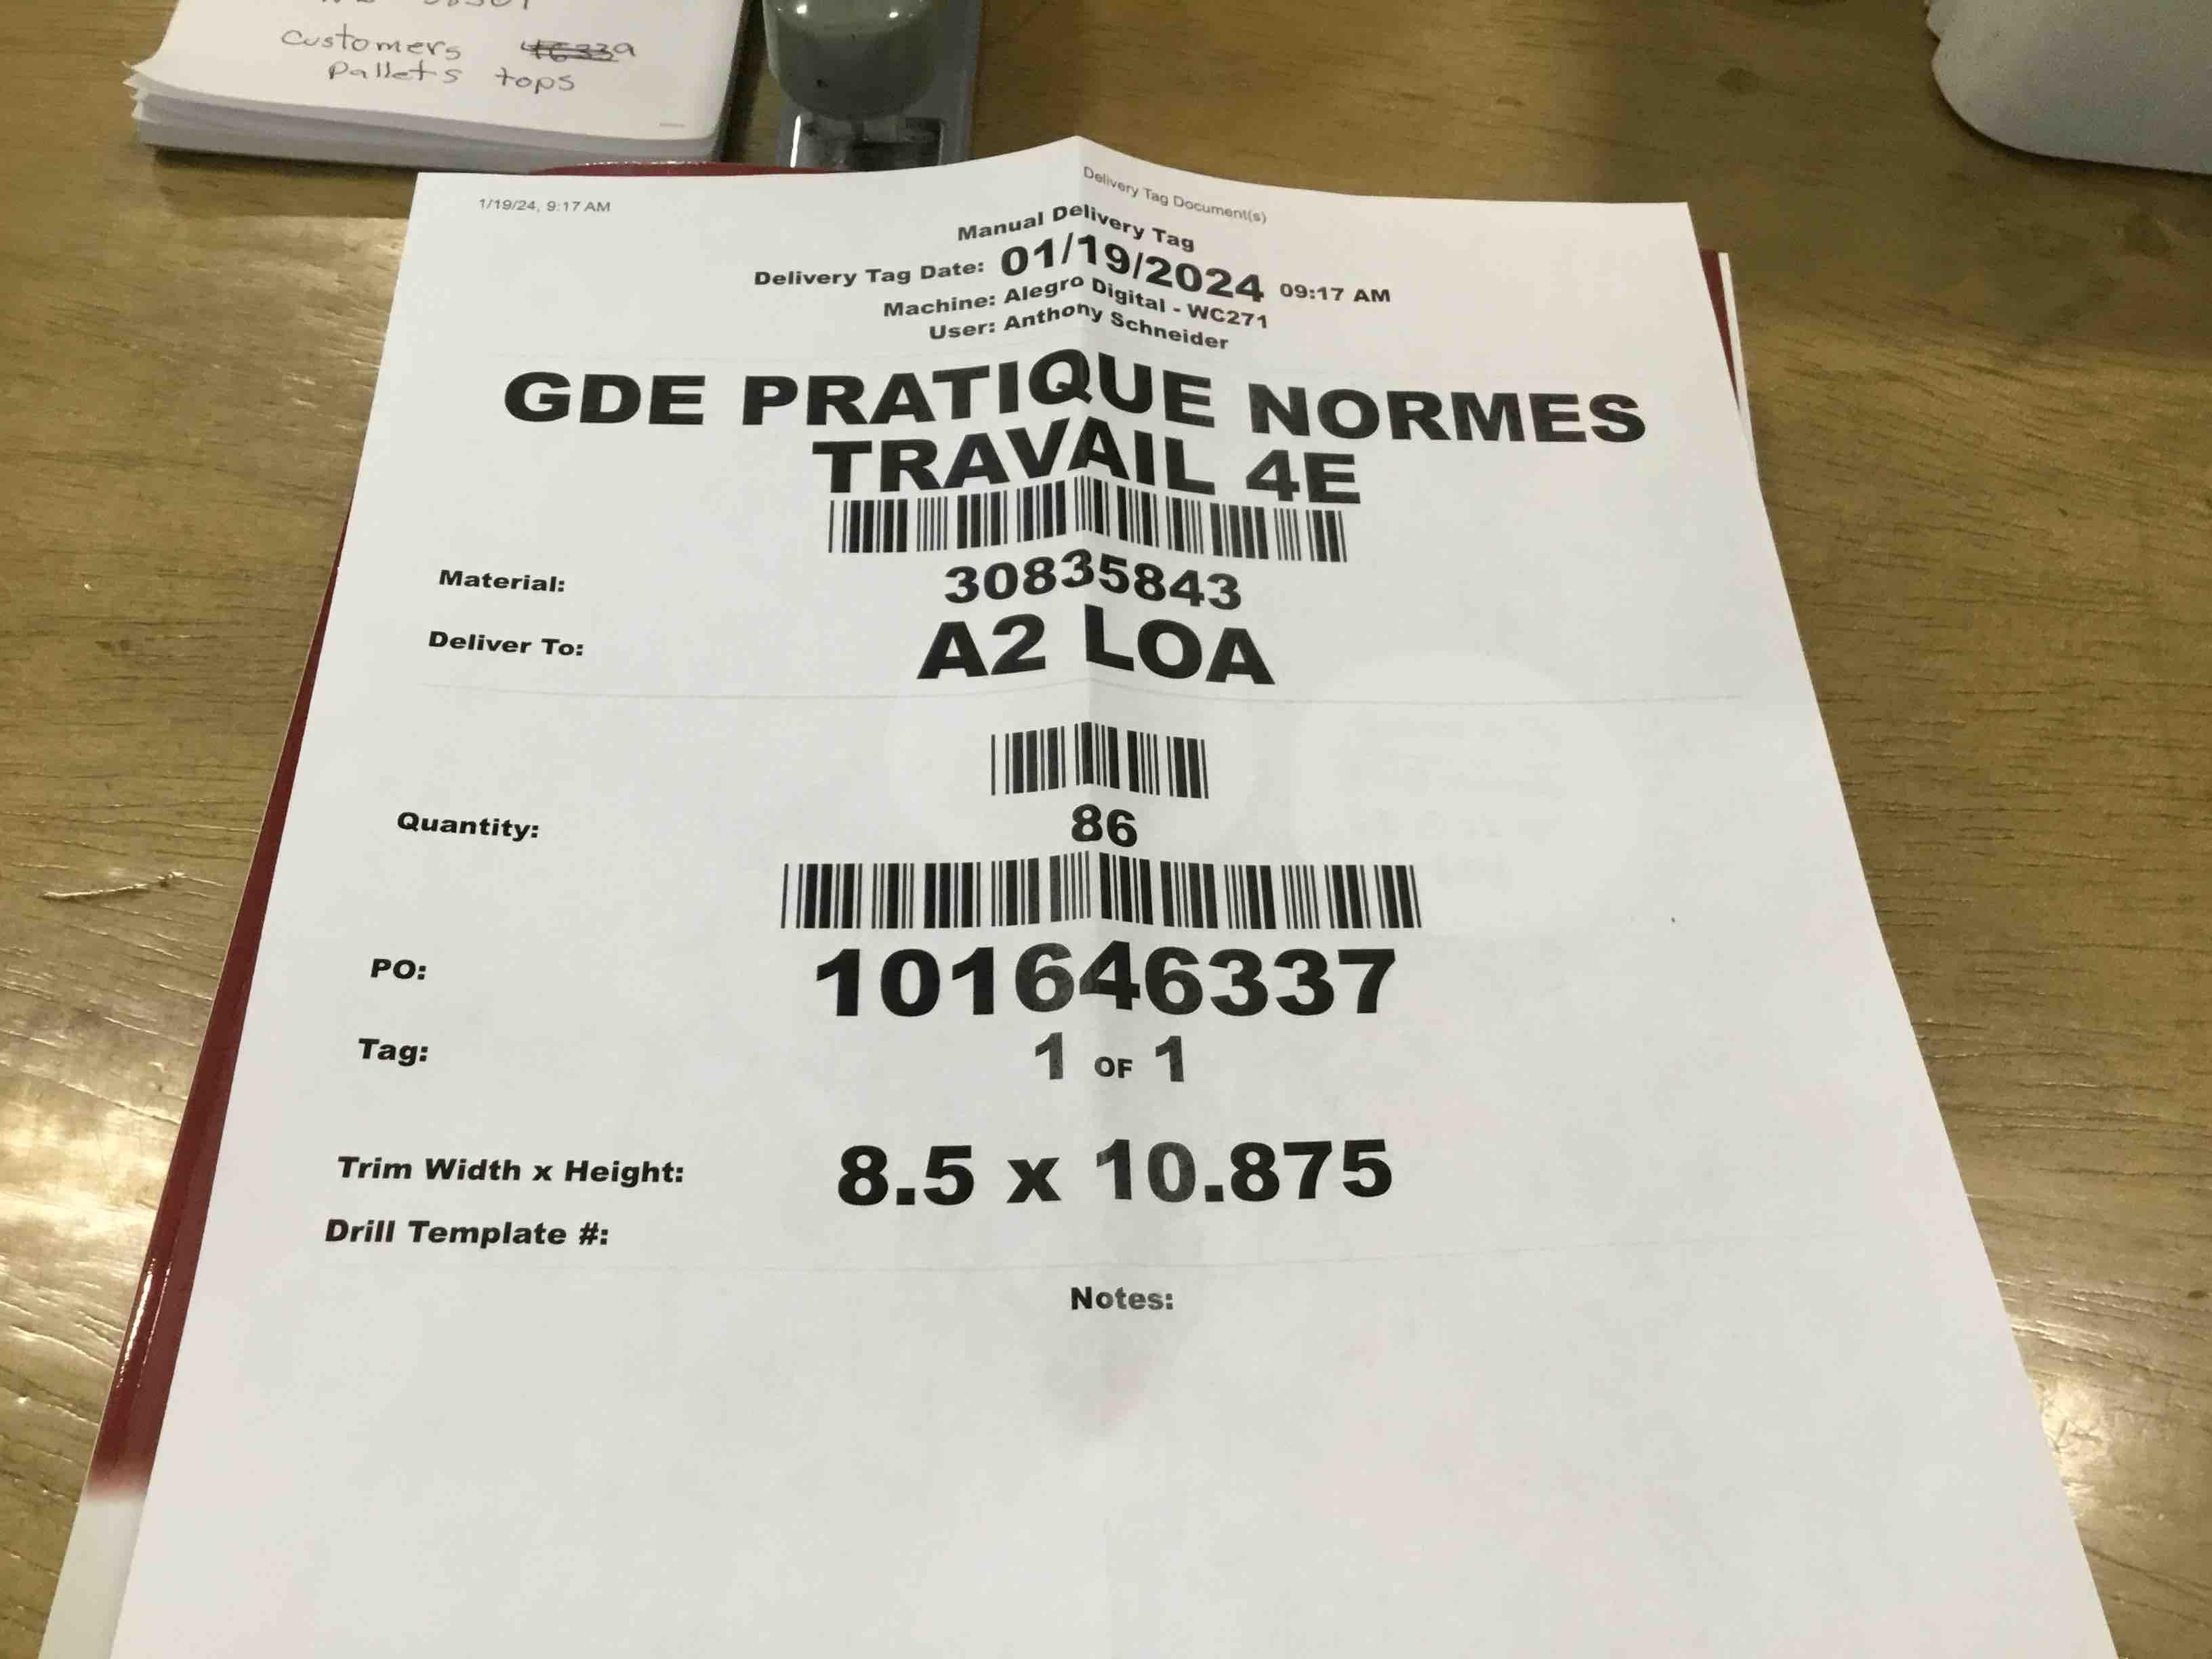 customers
Pallets tops
1/19/24, 9:17 AM
Delivery Tag Document(s)
Manual Delivery Tag
Delivery Tag Date: 01/19/2024 09:17 AM
Machine: Alegro Digital - WC271
User: Anthony Schneider
GDE PRATIQUE NORMES
TRAVAIL 4E
Material: 30835843
Deliver To: A2 LOA
Quantity: 86
PO: 101646337
Tag: 1 OF 1
Trim Width x Height: 8.5 x 10.875
Drill Template #:
Notes: